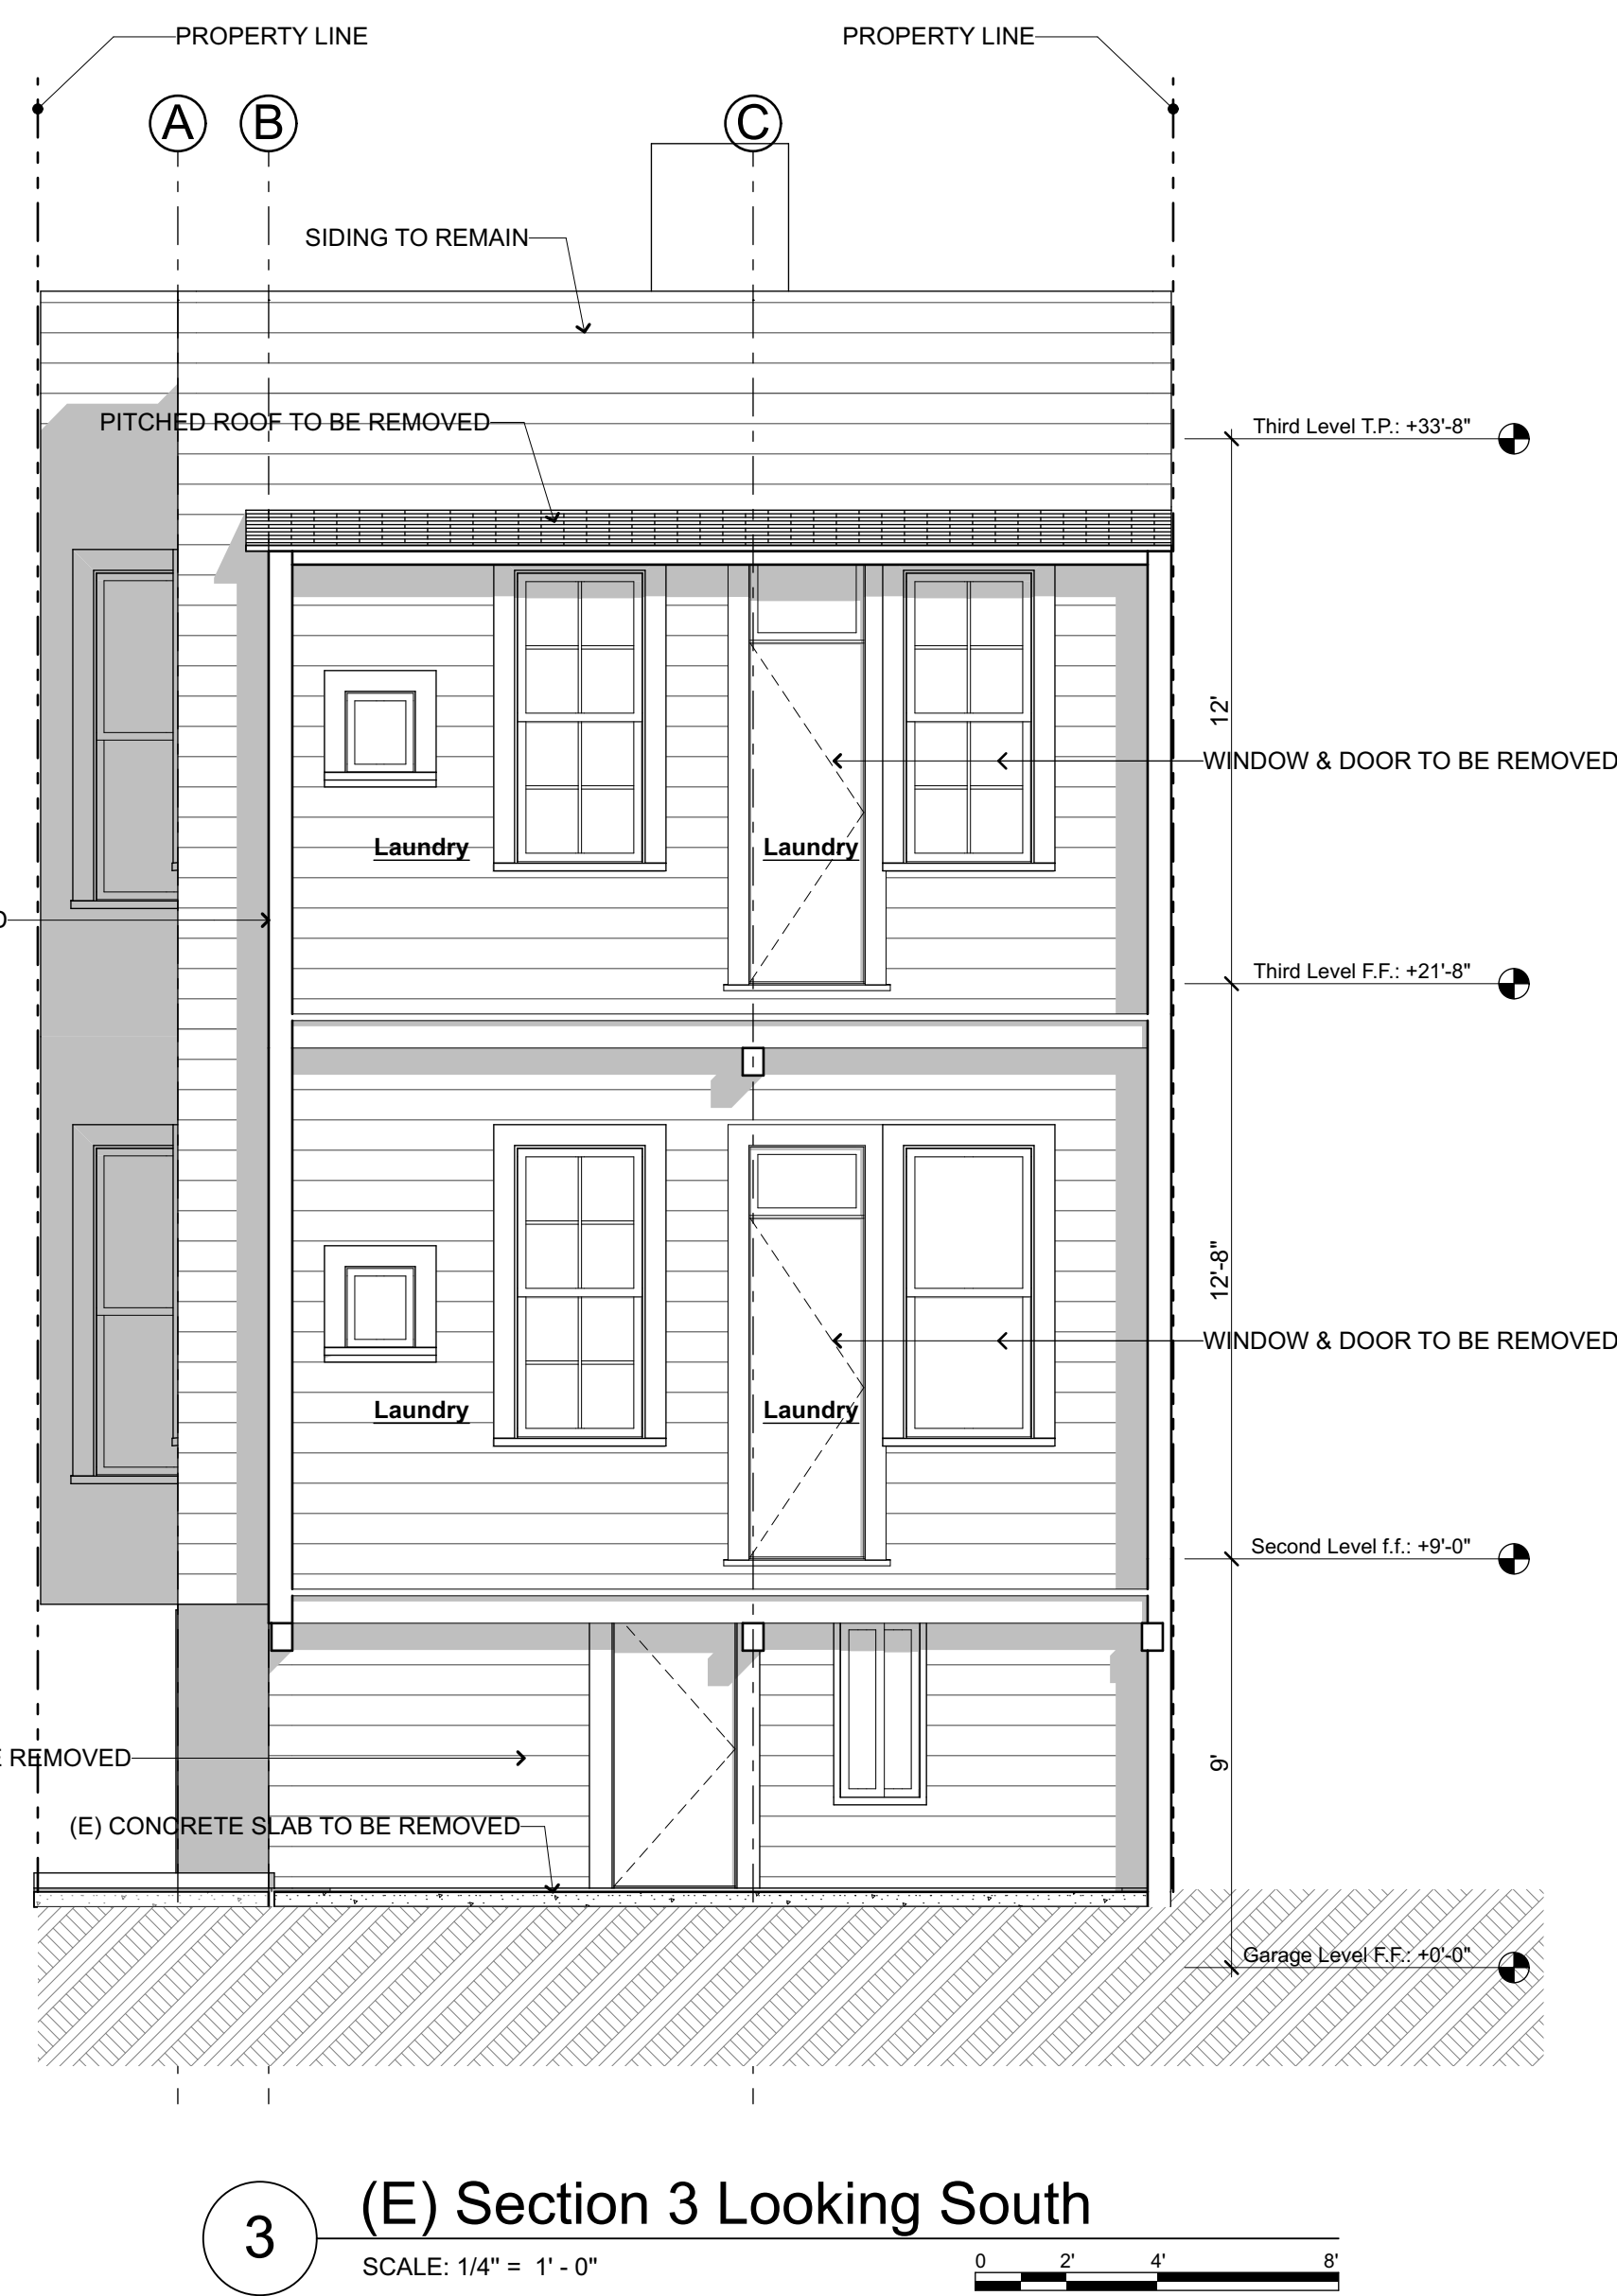 PROPERTY LINE
PROPERTY LINE
A
B
C
SIDING TO REMAIN
PITCHED ROOF TO BE REMOVED
Third Level T.P.: +33'-8"
12'
WINDOW & DOOR TO BE REMOVED
Laundry
Laundry
Third Level F.F.: +21'-8"
12'-8"
WINDOW & DOOR TO BE REMOVED
Laundry
Laundry
Second Level f.f.: +9'-0"
9'
REMOVED
(E) CONCRETE SLAB TO BE REMOVED
Garage Level F.F.: +0'-0"
3
(E) Section 3 Looking South
SCALE: 1/4" = 1' - 0"
0 2' 4' 8'